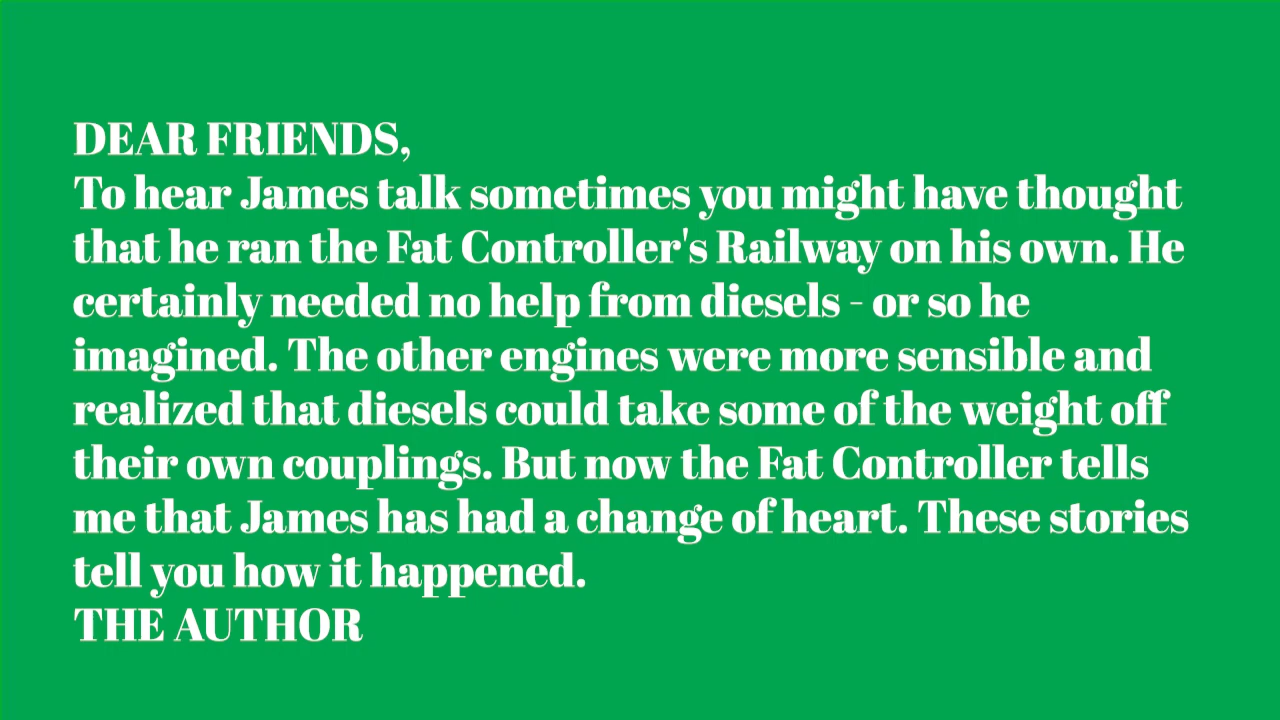 DEAR FRIENDS,
To hear James talk sometimes you might have thought
that he ran the Fat Controller's Railway on his own. He
certainly needed no help from diesels - or so he
imagined. The other engines were more sensible and
realized that diesels could take some of the weight off
their own couplings. But now the Fat Controller tells
me that James has had a change of heart. These stories
tell you how it happened.
THE AUTHOR